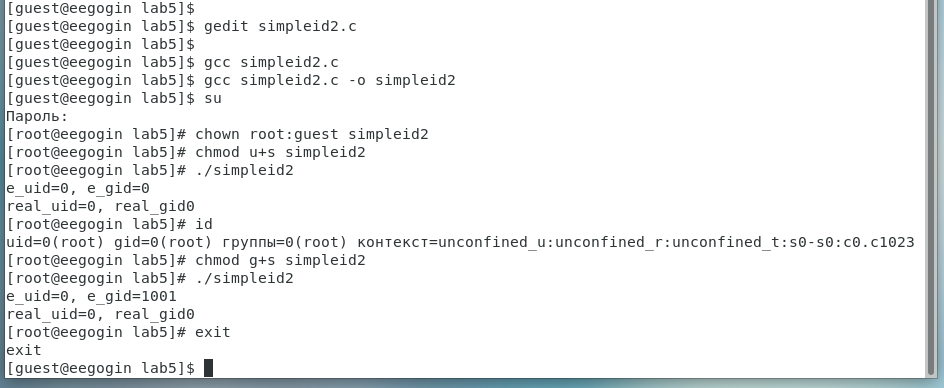 [guest@eegogin lab5]$
[guest@eegogin lab5]$ gedit simpleid2.c
[guest@eegogin lab5]$
[guest@eegogin lab5]$ gcc simpleid2.c
[guest@eegogin lab5]$ gcc simpleid2.c -o simpleid2
[guest@eegogin lab5]$ su
Пароль:
[root@eegogin lab5]# chown root:guest simpleid2
[root@eegogin lab5]# chmod u+s simpleid2
[root@eegogin lab5]# ./simpleid2
e_uid=0, e_gid=0
real_uid=0, real_gid0
[root@eegogin lab5]# id
uid=0(root) gid=0(root) группы=0(root) контекст=unconfined_u:unconfined_r:unconfined_t:s0-s0:c0.c1023
[root@eegogin lab5]# chmod g+s simpleid2
[root@eegogin lab5]# ./simpleid2
e_uid=0, e_gid=1001
real_uid=0, real_gid0
[root@eegogin lab5]# exit
exit
[guest@eegogin lab5]$